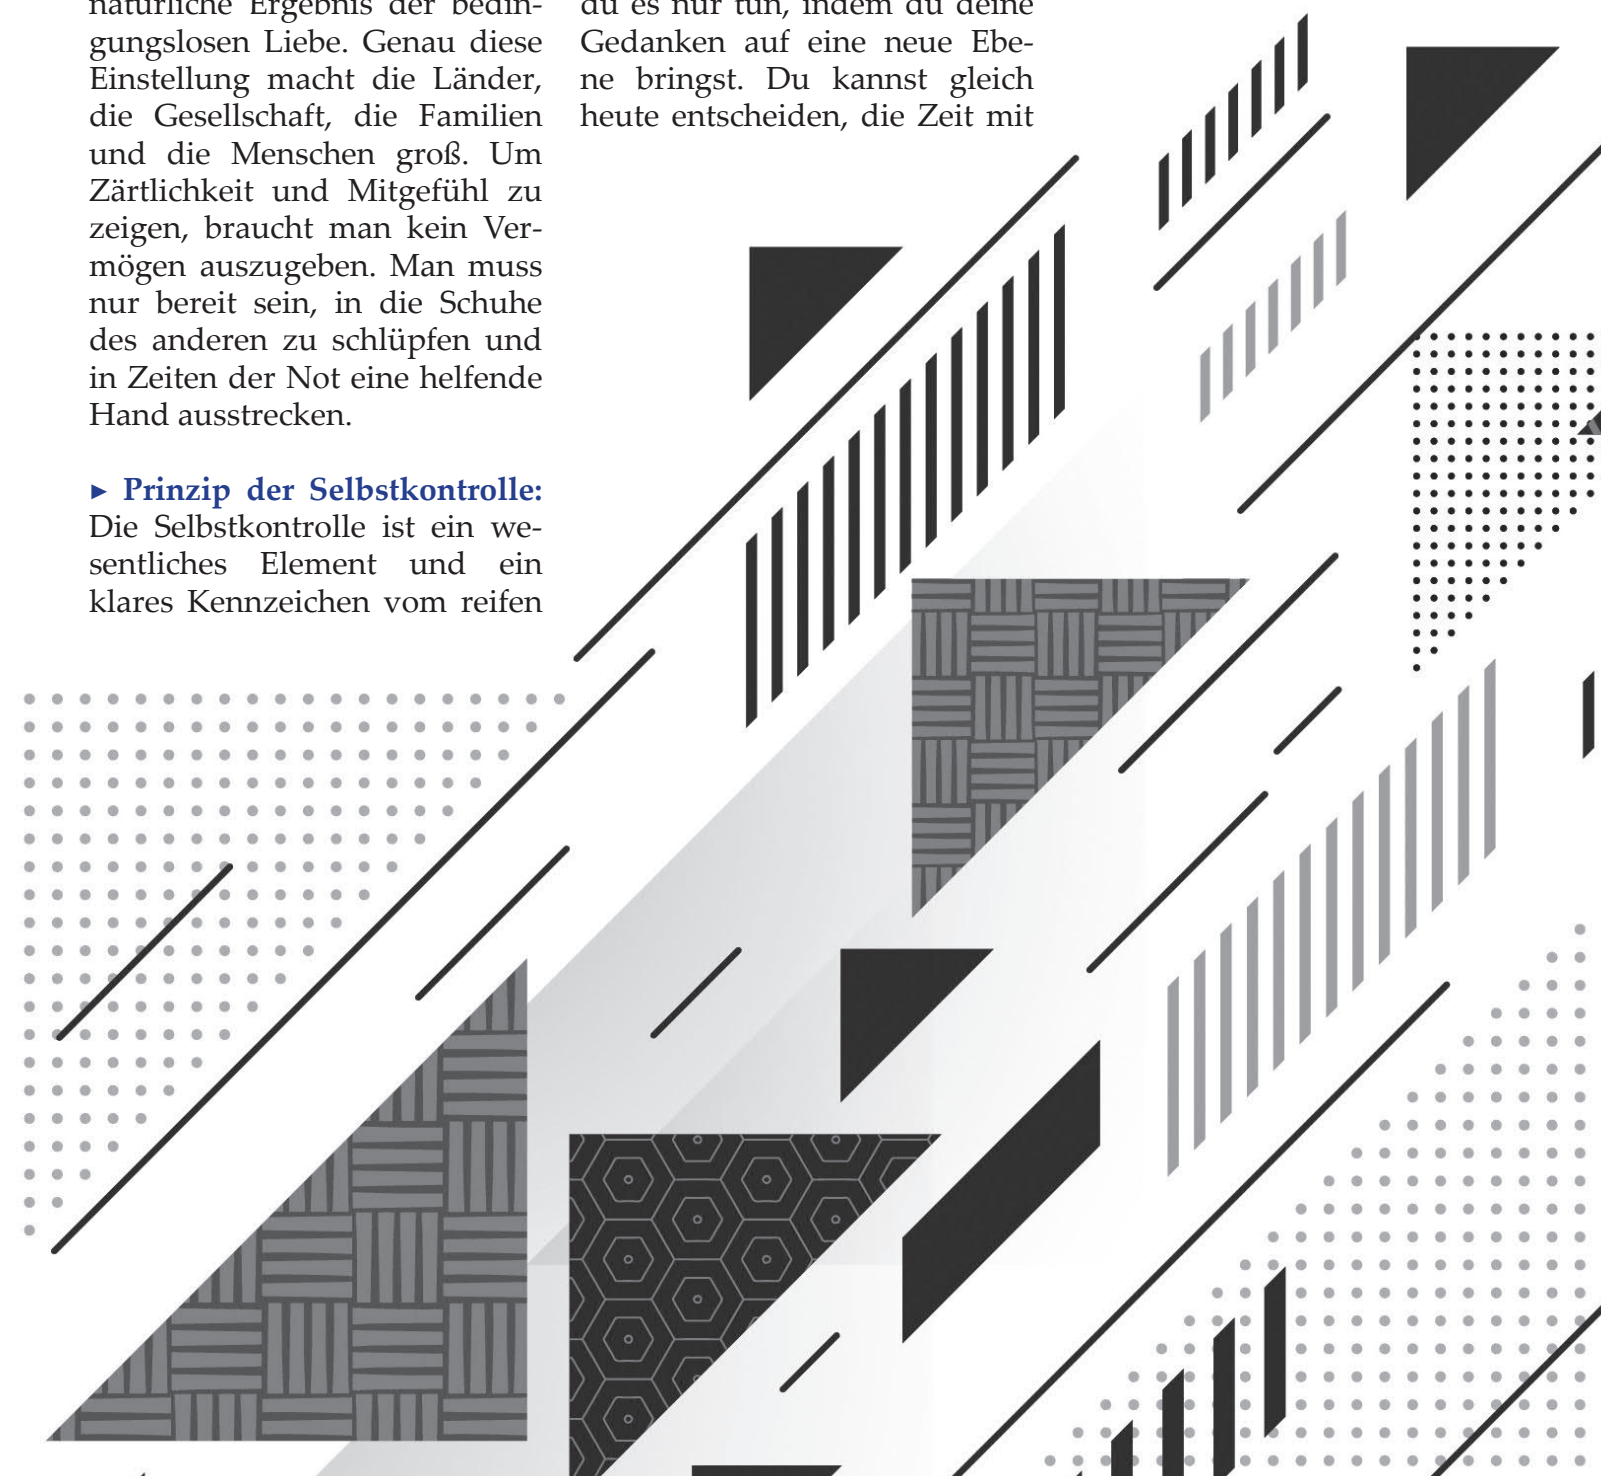 natürliche Ergebnis der bedin-
gungslosen Liebe. Genau diese
Einstellung macht die Länder,
die Gesellschaft, die Familien
und die Menschen groß. Um
Zärtlichkeit und Mitgefühl zu
zeigen, braucht man kein Ver-
mögen auszugeben. Man muss
nur bereit sein, in die Schuhe
des anderen zu schlüpfen und
in Zeiten der Not eine helfende
Hand ausstrecken.
▸ Prinzip der Selbstkontrolle:
Die Selbstkontrolle ist ein we-
sentliches Element und ein
klares Kennzeichen vom reifen
du es nur tun, indem du deine
Gedanken auf eine neue Ebe-
ne bringst. Du kannst gleich
heute entscheiden, die Zeit mit